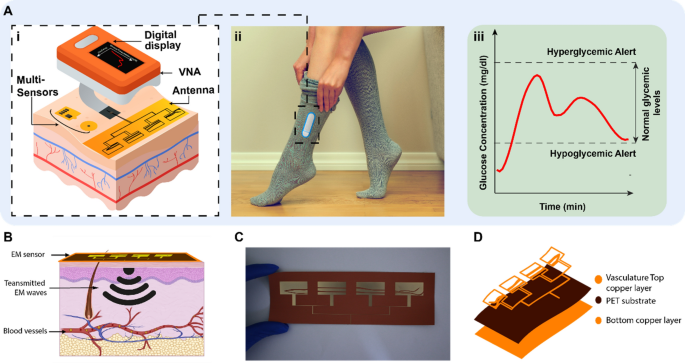 A
i
Digital
display
VNA
Multi-
Sensors
Antenna
ii
iii
Glucose Concentration (mg/dl)
Hyperglycemic Alert
Normal glycemic
levels
Hypoglycemic Alert
Time (min)
B
EM sensor
Transmitted
EM waves
Blood vessels
C
D
Vasculature Top
copper layer
PET substrate
Bottom copper layer